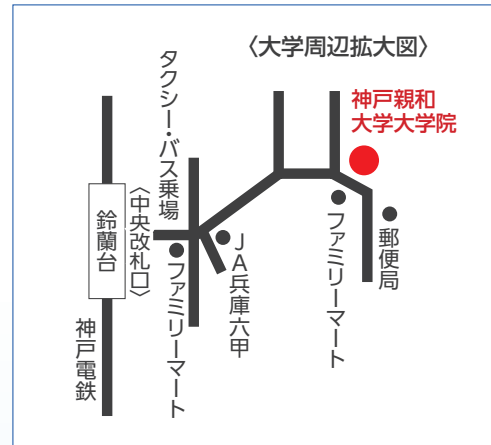 〈大学周辺拡大図〉
神戸親和
大学大学院
タクシー・バス乗場
〈中央改札口〉
鈴蘭台
神戸電鉄
ファミリーマート
JA兵庫六甲
ファミリーマート
郵便局